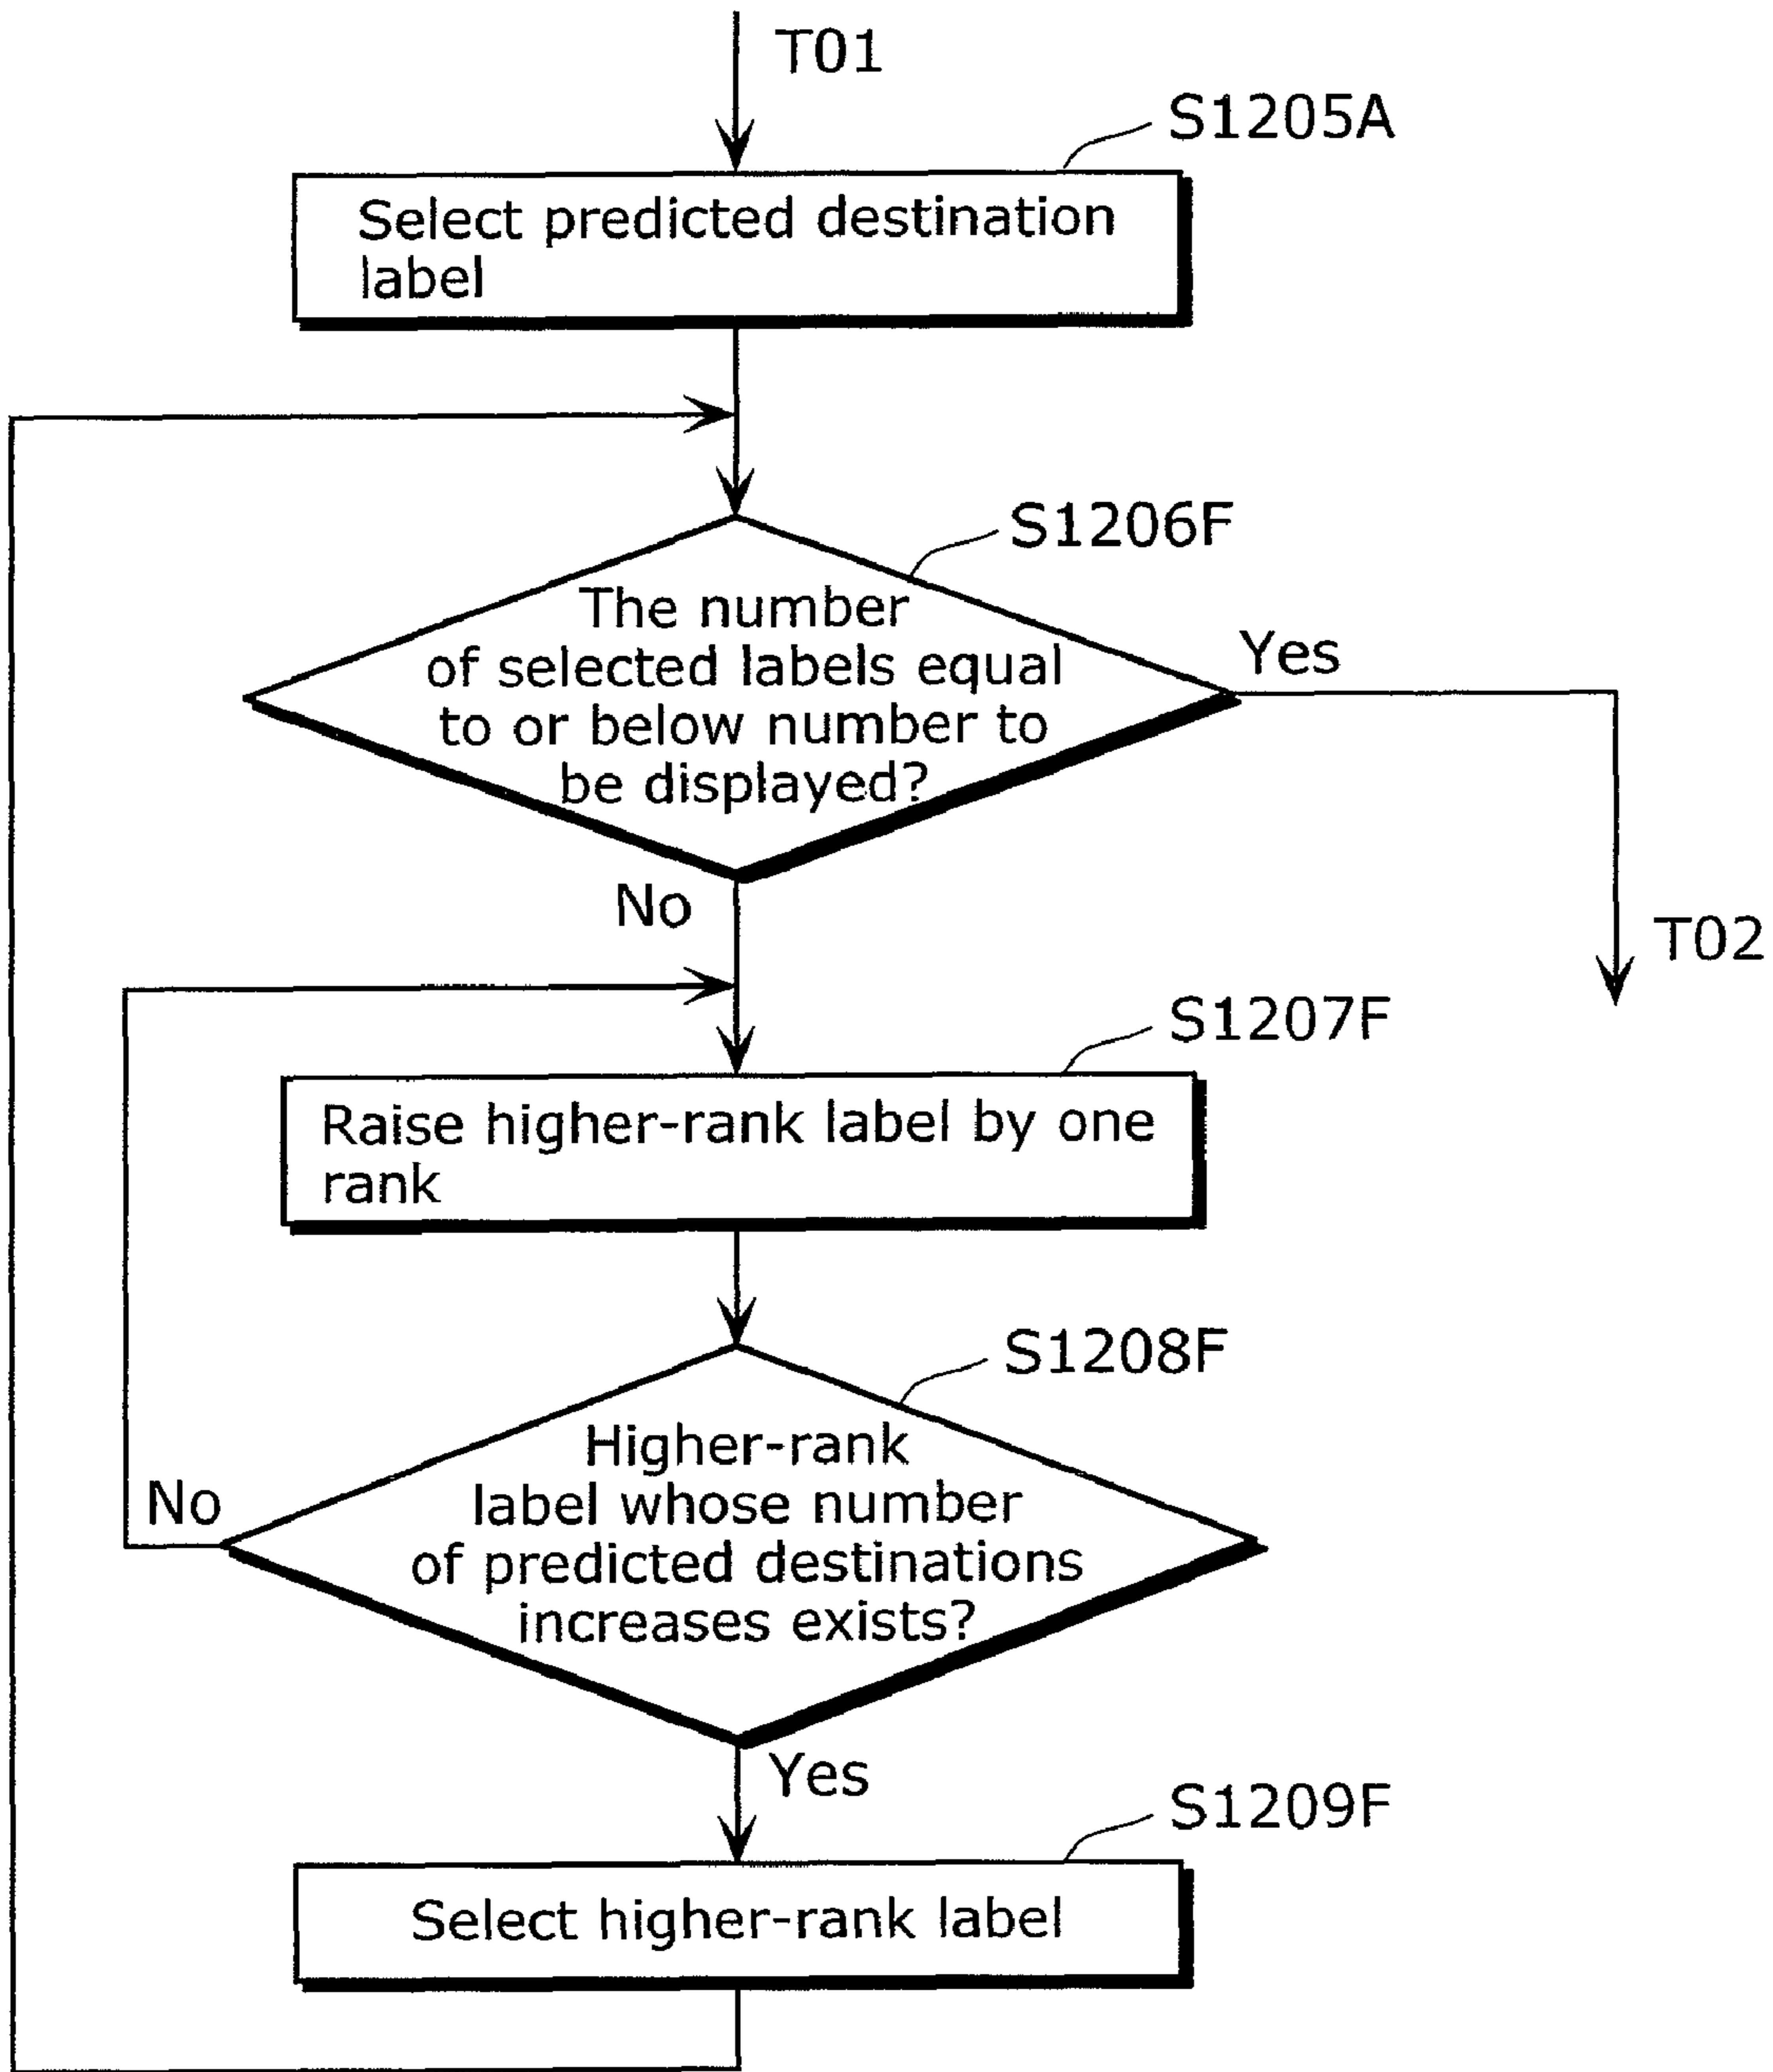 T01
S1205A
Select predicted destination
label
S1206F
The number
of selected labels equal
to or below number to
be displayed?
Yes
No
T02
S1207F
Raise higher-rank label by one
rank
S1208F
Higher-rank
label whose number
of predicted destinations
increases exists?
No
Yes
S1209F
Select higher-rank label